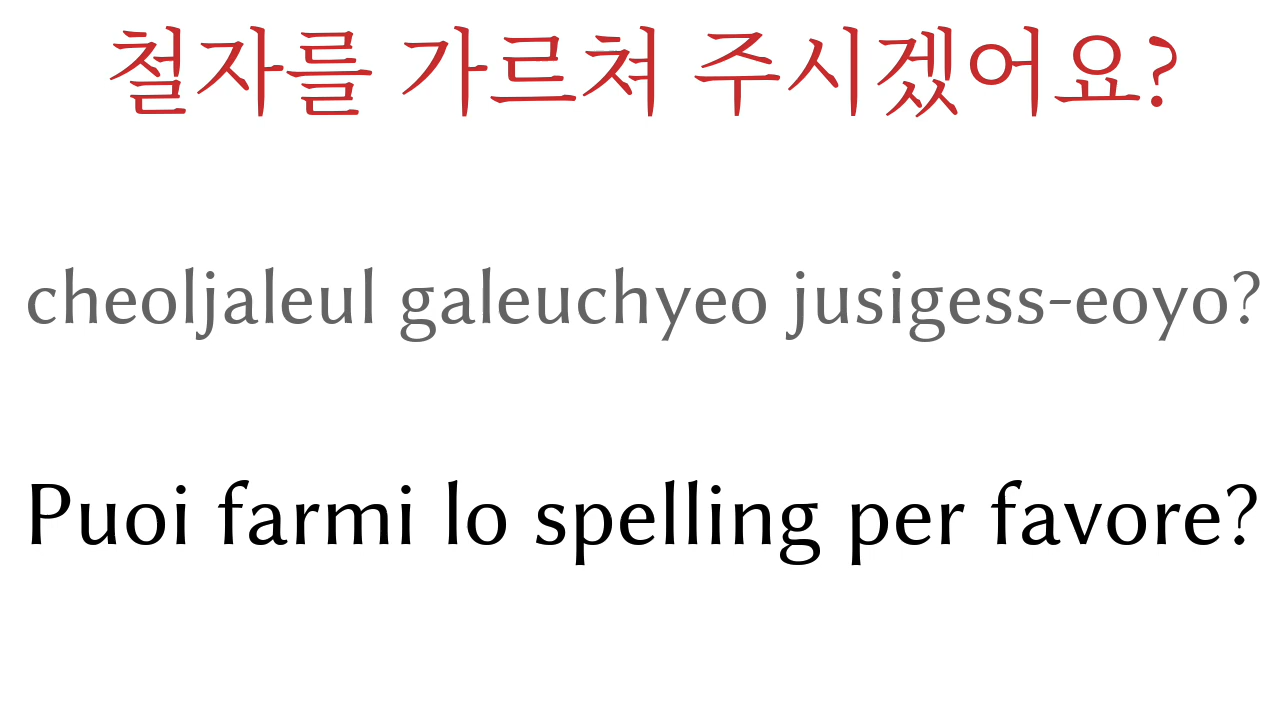 철자를 가르쳐 주시겠어요?
cheoljaleul galeuchyeo jusigess-eoyo?
Puoi farmi lo spelling per favore?